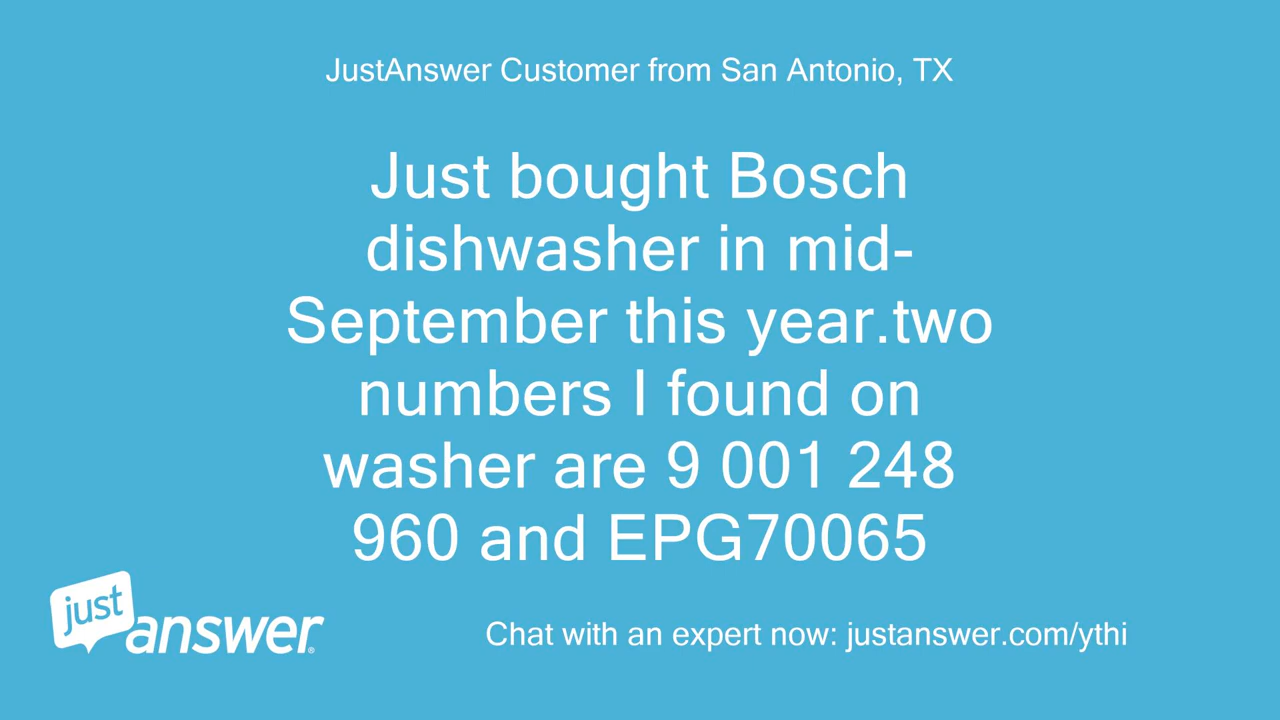 JustAnswer Customer from San Antonio, TX
Just bought Bosch
dishwasher in mid-
September this year.two
numbers I found on
washer are 9 001 248
960 and EPG70065
just
answer®
Chat with an expert now: justanswer.com/ythi